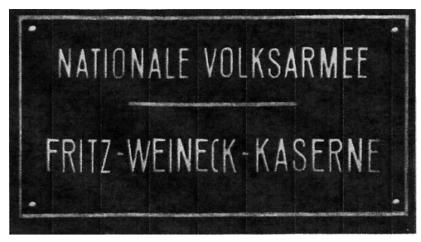 NATIONALE VOLKSARMEE
FRITZ-WEINECK-KASERNE